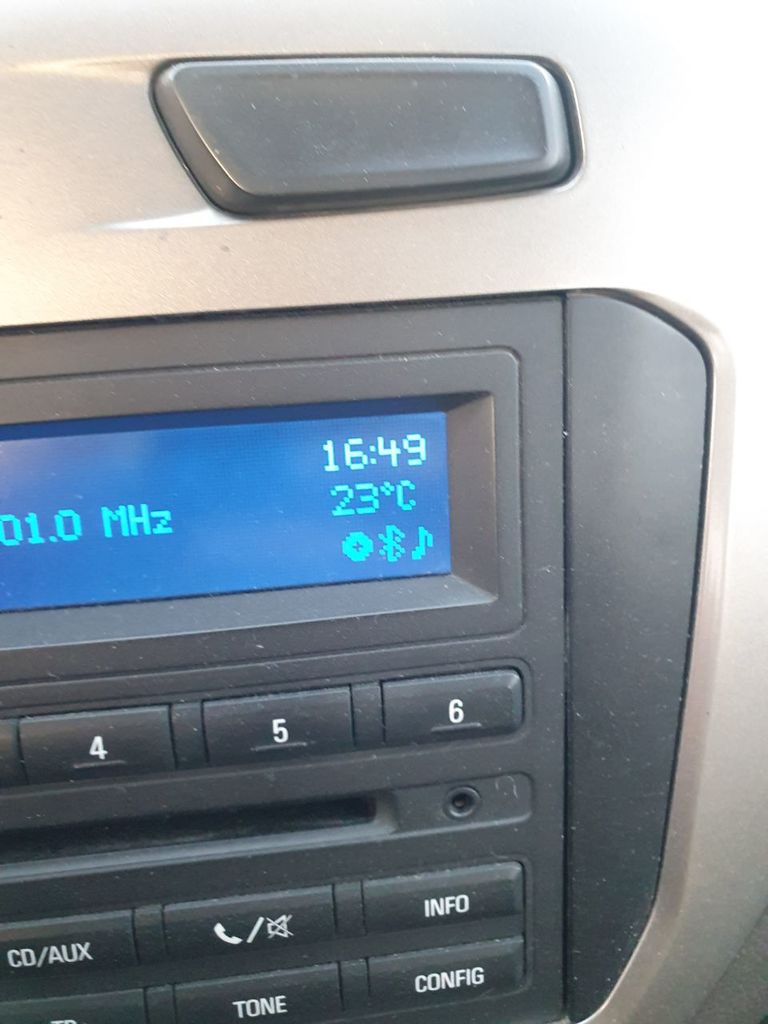 16:49
23°C
01.0 MHz
4 5 6
CD/AUX / INFO
TONE CONFIG